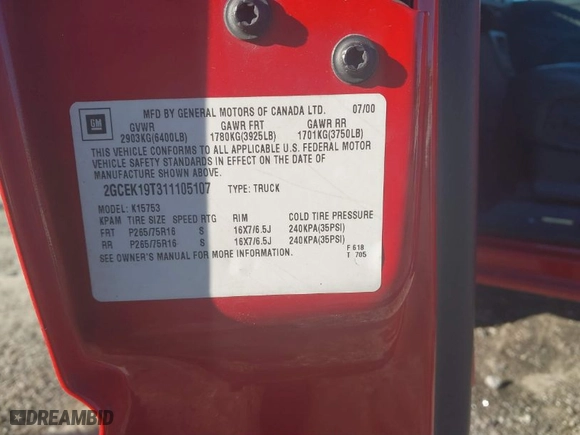 MFD BY GENERAL MOTORS OF CANADA LTD. 07/00
GM
GVWR GAWR FRT GAWR RR
2903KG(6400LB) 1780KG(3925LB) 1701KG(3750LB)
THIS VEHICLE CONFORMS TO ALL APPLICABLE U.S. FEDERAL MOTOR
VEHICLE SAFETY STANDARDS IN EFFECT ON THE DATE OF
MANUFACTURE SHOWN ABOVE.
2GCEK19T311105107 TYPE: TRUCK
MODEL: K15753
KPAM TIRE SIZE SPEED RTG RIM COLD TIRE PRESSURE
FRT P265/75R16 S 16X7/6.5J 240KPA(35PSI)
RR P265/75R16 S 16X7/6.5J 240KPA(35PSI)
SEE OWNER'S MANUAL FOR MORE INFORMATION.
F 618
T 705
DREAMBID